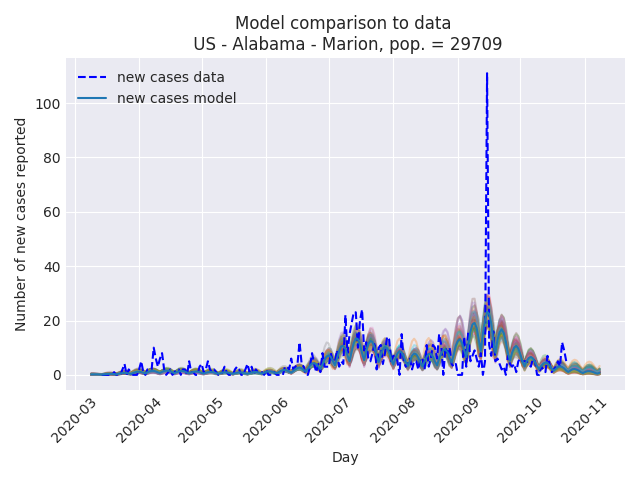 Model comparison to data
US - Alabama - Marion, pop. = 29709
new cases data
new cases model
Number of new cases reported
100
80
60
40
20
0
2020-03
2020-04
2020-05
2020-06
2020-07
2020-08
2020-09
2020-10
2020-11
Day